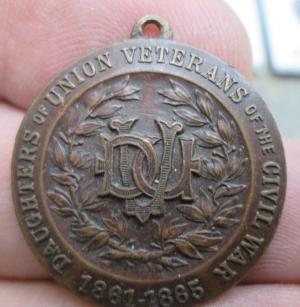 DAUGHTERS OF UNION VETERANS OF THE CIVIL WAR
DUV
1861-1865